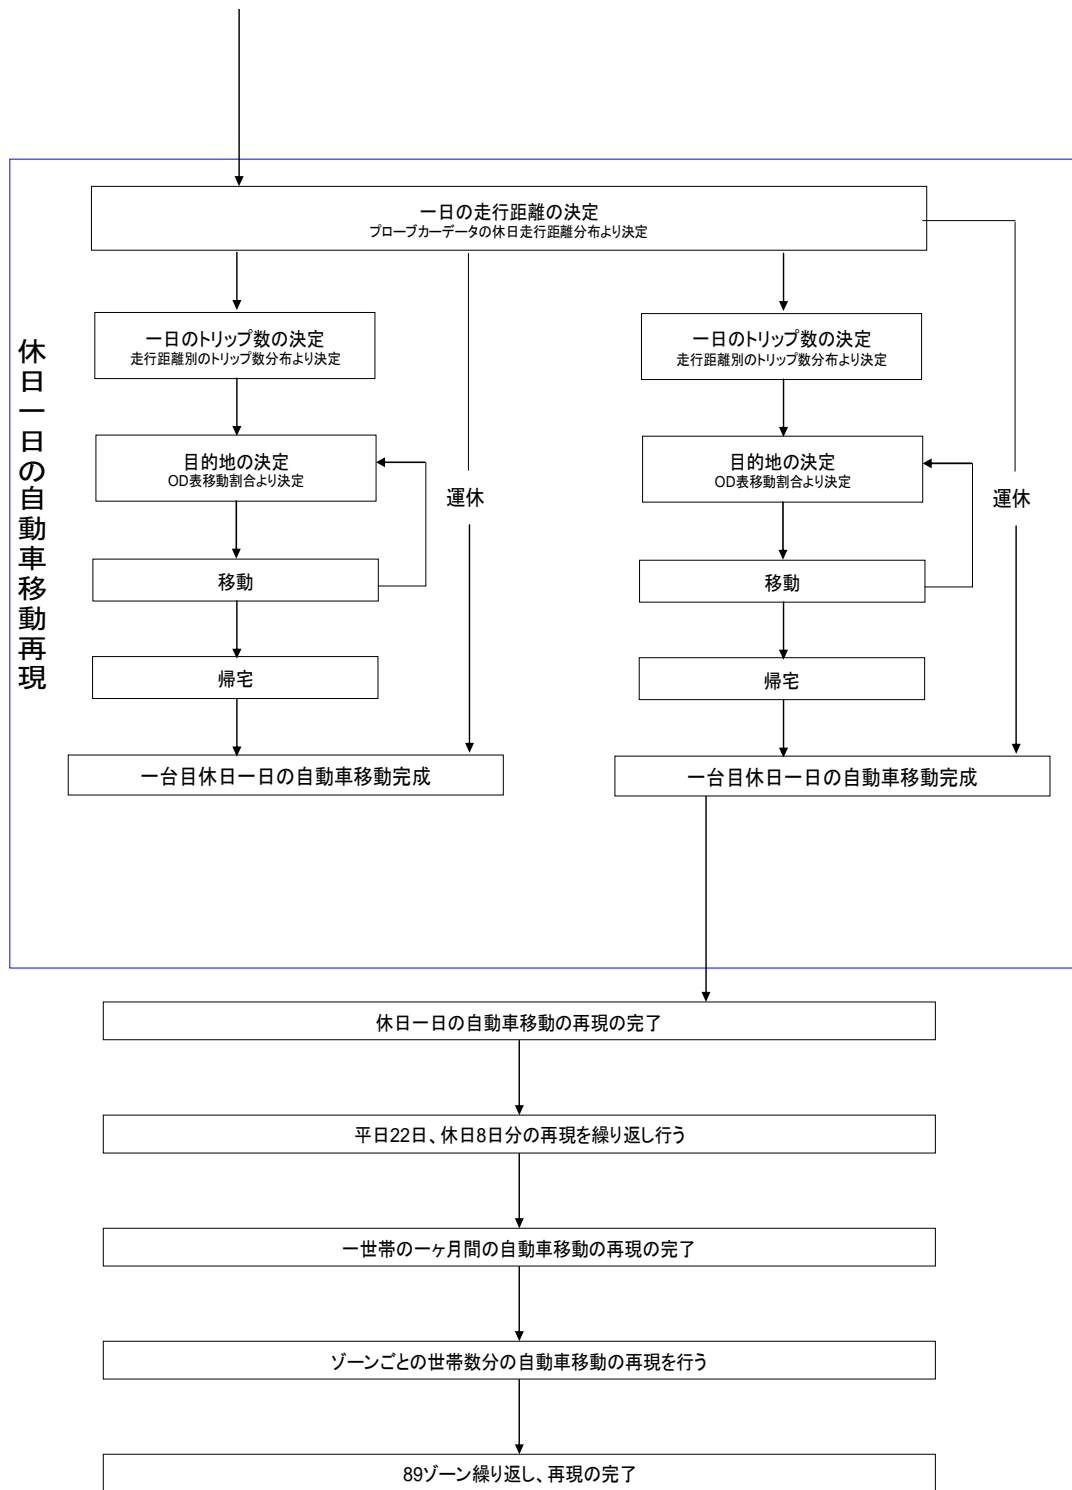 休日一日の自動車移動再現
一日の走行距離の決定
プローブカーデータの休日走行距離分布より決定
一日のトリップ数の決定
走行距離別のトリップ数分布より決定
目的地の決定
OD表移動割合より決定
運休
移動
帰宅
一台目休日一日の自動車移動完成
一日のトリップ数の決定
走行距離別のトリップ数分布より決定
目的地の決定
OD表移動割合より決定
運休
移動
帰宅
一台目休日一日の自動車移動完成
休日一日の自動車移動の再現の完了
平日22日、休日8日分の再現を繰り返し行う
一世帯の一ヶ月間の自動車移動の再現の完了
ゾーンごとの世帯数分の自動車移動の再現を行う
89ゾーン繰り返し、再現の完了